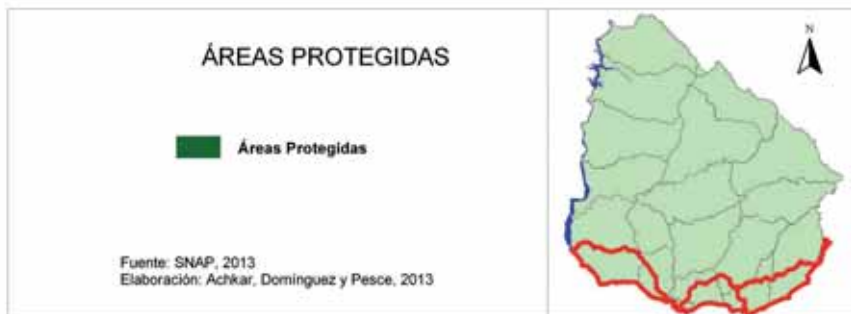 ÁREAS PROTEGIDAS
Áreas Protegidas
Fuente: SNAP, 2013
Elaboración: Achkar, Domínguez y Pesce, 2013
N